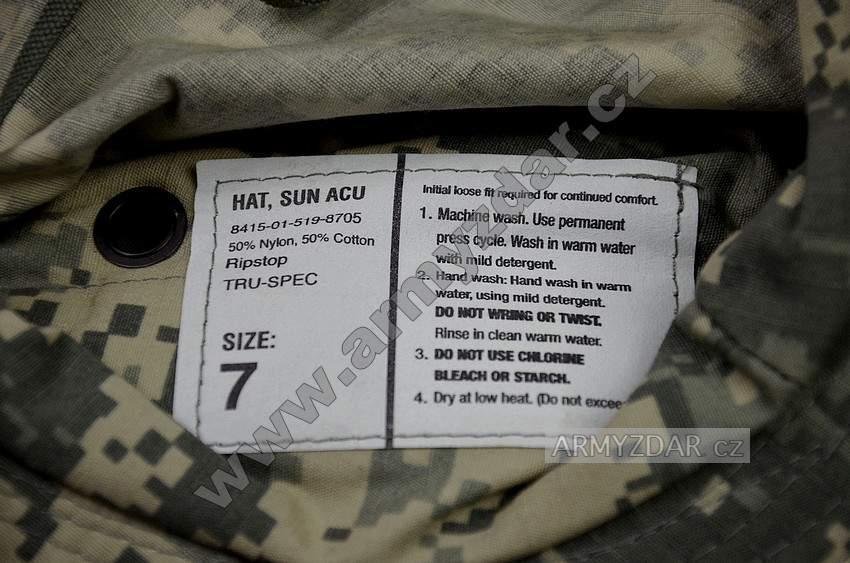 HAT, SUN ACU
8415-01-519-8705
50% Nylon, 50% Cotton
Ripstop
TRU-SPEC
SIZE:
7
Initial loose fit required for continued comfort.
1. Machine wash. Use permanent
press cycle. Wash in warm water
with mild detergent.
2. Hand wash: Hand wash in warm
water, using mild detergent.
DO NOT WRING OR TWIST.
Rinse in clean warm water.
3. DO NOT USE CHLORINE
BLEACH OR STARCH.
4. Dry at low heat. (Do not excee
www.armyzdar.cz
ARMYZDAR.CZ